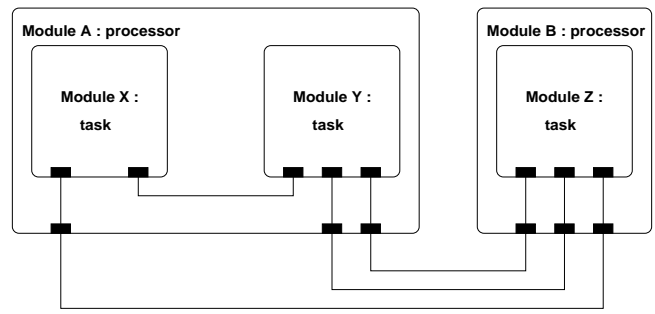 Module A : processor
Module B : processor
Module X :
task
Module Y :
task
Module Z :
task